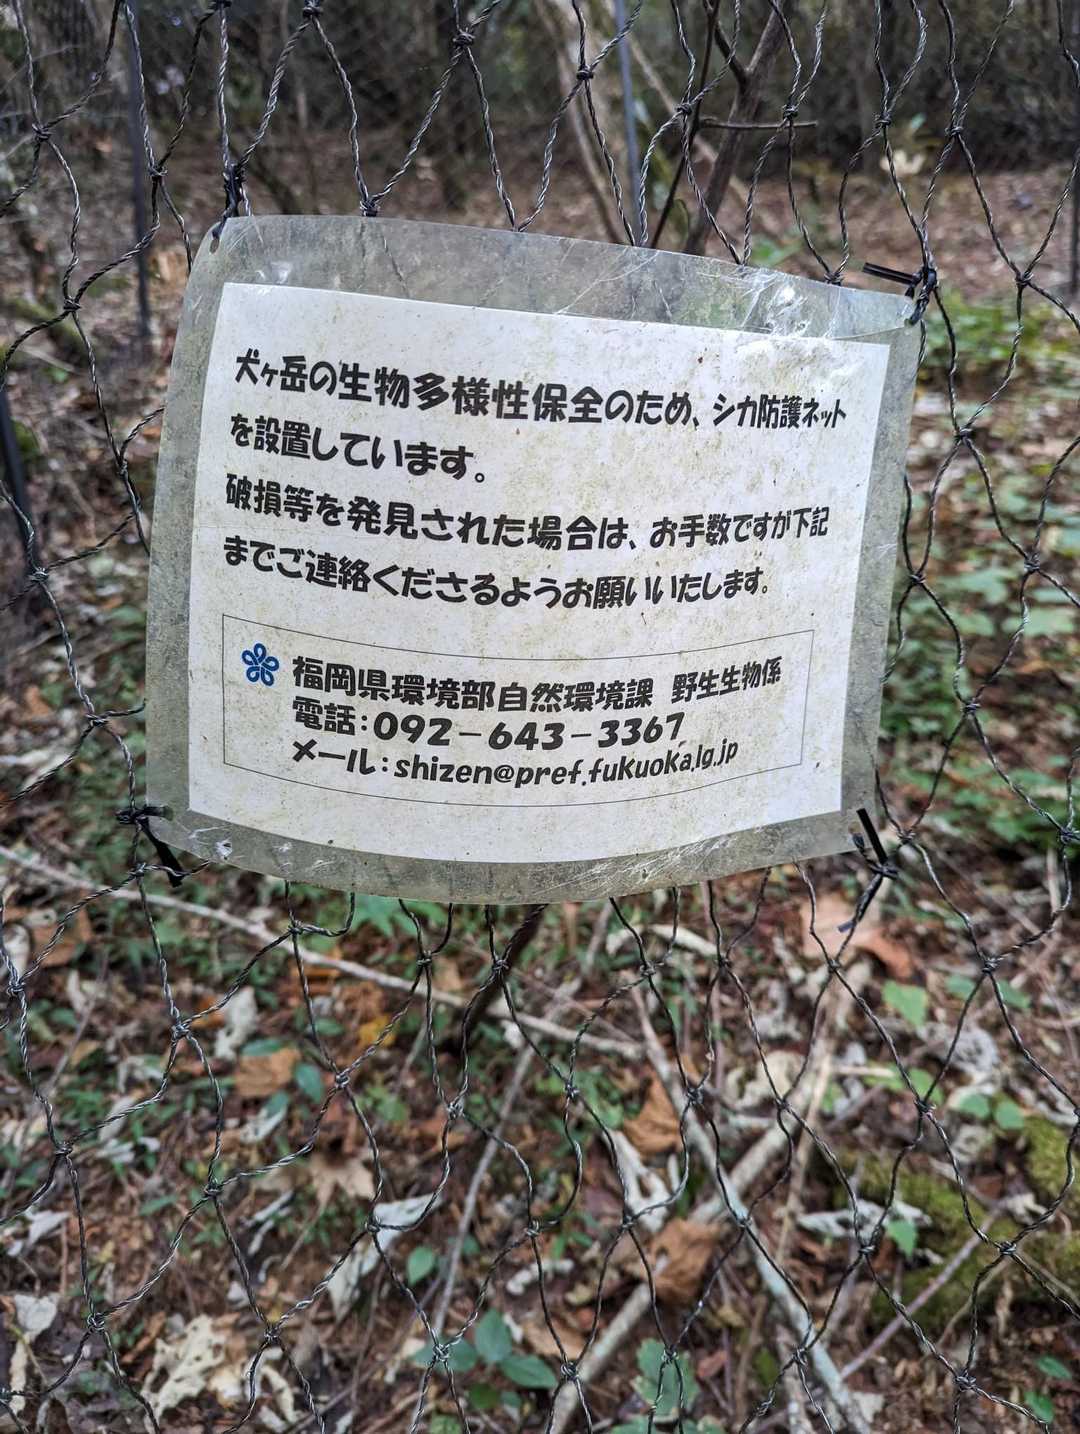 犬ヶ岳の生物多様性保全のため、シカ防護ネット
を設置しています。
破損等を発見された場合は、お手数ですが下記
までご連絡くださるようお願いいたします。
福岡県環境部自然環境課 野生生物係
電話：092－643－3367
メール：shizen@pref.fukuoka.lg.jp